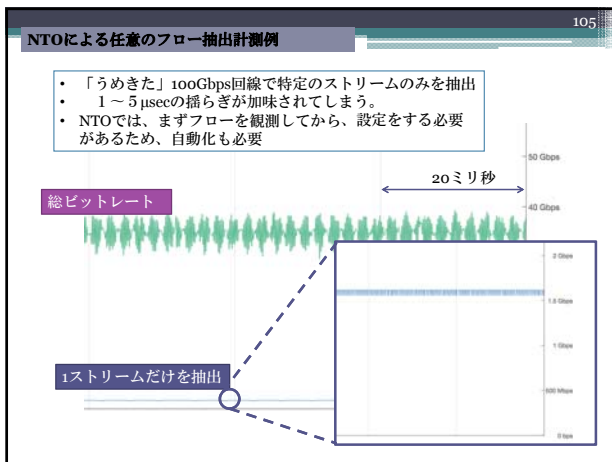 105
NTOによる任意のフロー抽出計測例
• 「うめきた」100Gbps回線で特定のストリームのみを抽出
• 1～5μsecの揺らぎが加味されてしまう。
• NTOでは、まずフローを観測してから、設定をする必要
があるため、自動化も必要
50 Gbps
20ミリ秒
総ビットレート
40 Gbps
2 Gbps
1.5 Gbps
1 Gbps
1ストリームだけを抽出
500 Mbps
0 bps